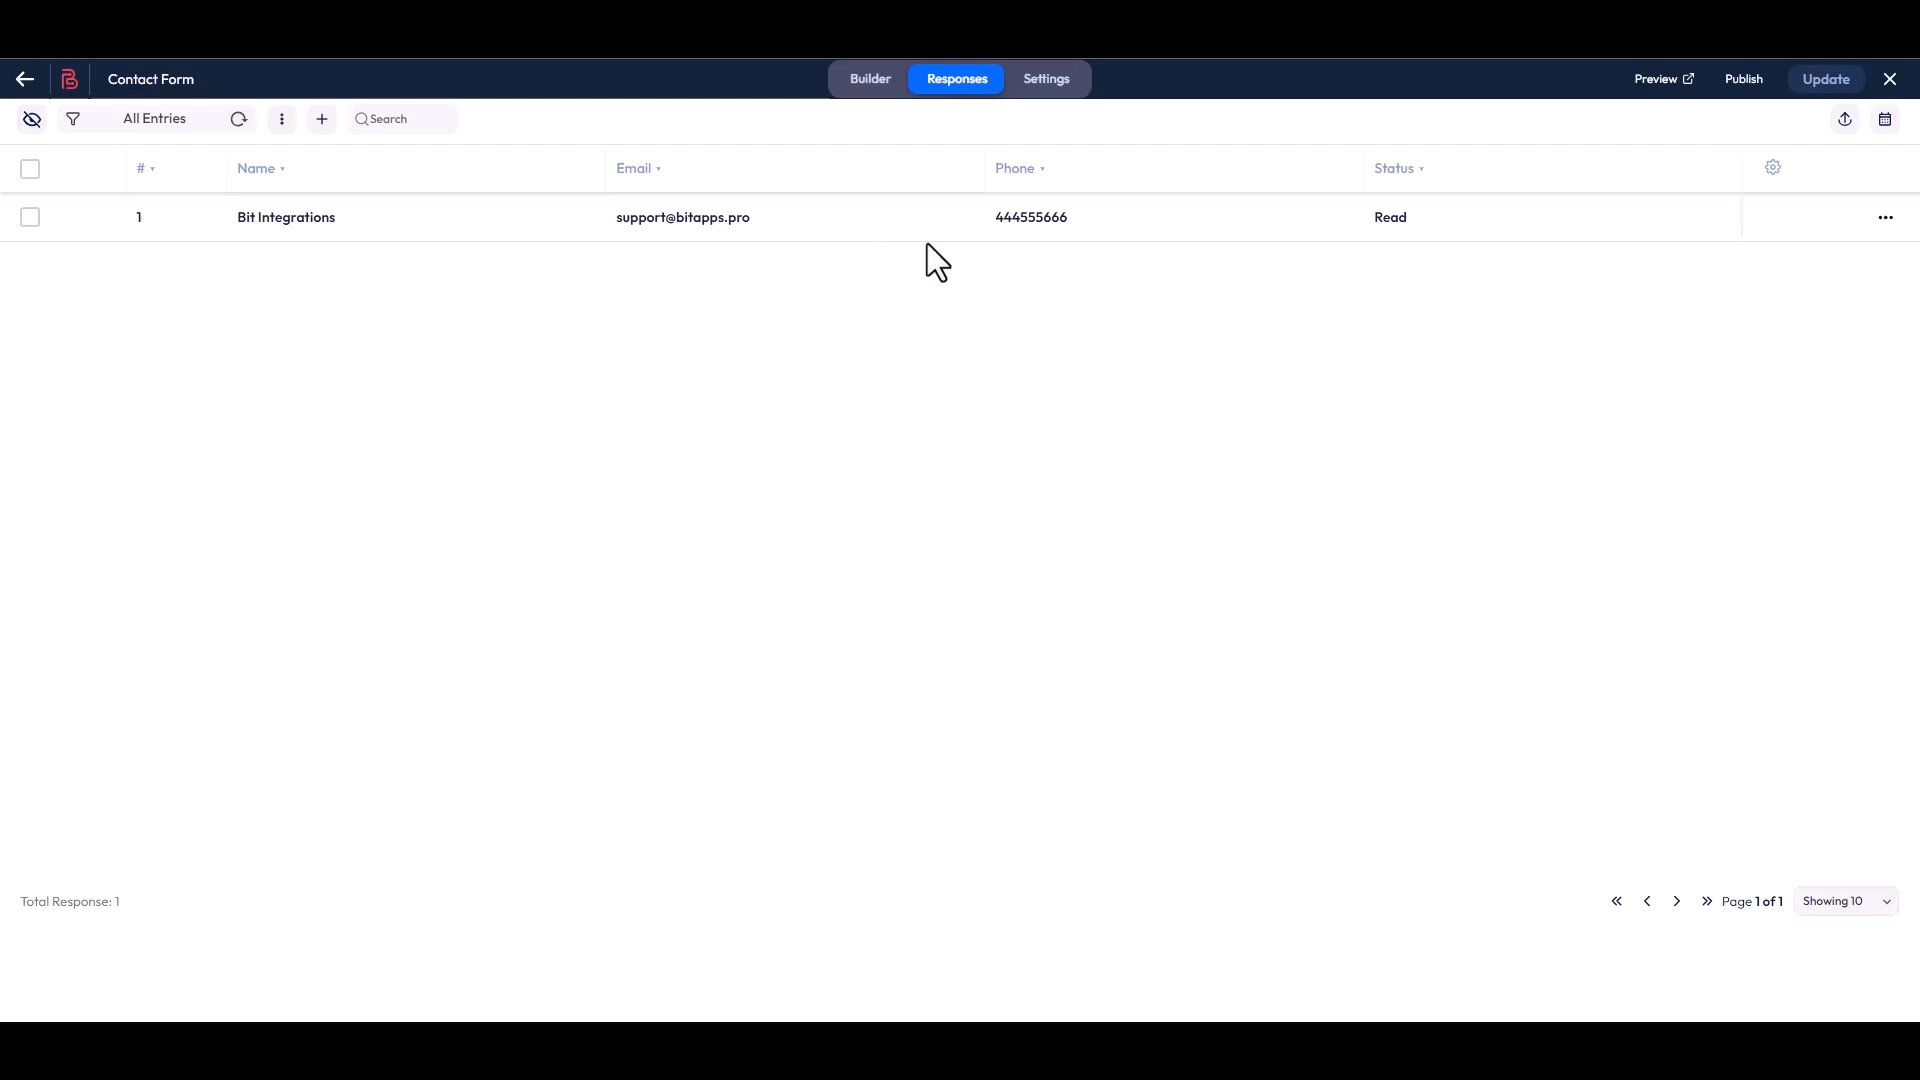 Contact Form
Builder Responses Settings
Preview Publish Update
All Entries Search
# Name Email Phone Status
1 Bit Integrations support@bitapps.pro 444555666 Read
Total Response: 1
Page 1 of 1 Showing 10